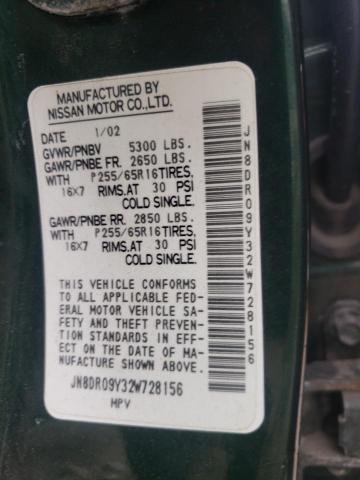 MANUFACTURED BY
NISSAN MOTOR CO.,LTD.
DATE 1/02
GVWR/PNBV 5300 LBS.
GAWR/PNBE FR. 2650 LBS.
WITH P255/65R16TIRES,
16X7 RIMS.AT 30 PSI
COLD SINGLE.
GAWR/PNBE RR. 2850 LBS.
WITH P255/65R16TIRES,
16X7 RIMS.AT 30 PSI
COLD SINGLE.
THIS VEHICLE CONFORMS
TO ALL APPLICABLE FED-
ERAL MOTOR VEHICLE SA-
FETY AND THEFT PREVEN-
TION STANDARDS IN EFF-
ECT ON THE DATE OF MA-
NUFACTURE SHOWN ABOVE.
JN8DR09Y32W728156
MPV
JN8DR09Y32W728156